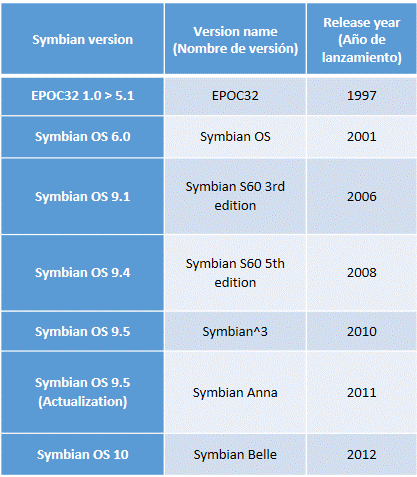 Symbian version
Version name
(Nombre de versión)
Release year
(Año de
lanzamiento)
EPOC32 1.0 > 5.1
EPOC32
1997
Symbian OS 6.0
Symbian OS
2001
Symbian OS 9.1
Symbian S60 3rd
edition
2006
Symbian OS 9.4
Symbian S60 5th
edition
2008
Symbian OS 9.5
Symbian^3
2010
Symbian OS 9.5
(Actualization)
Symbian Anna
2011
Symbian OS 10
Symbian Belle
2012